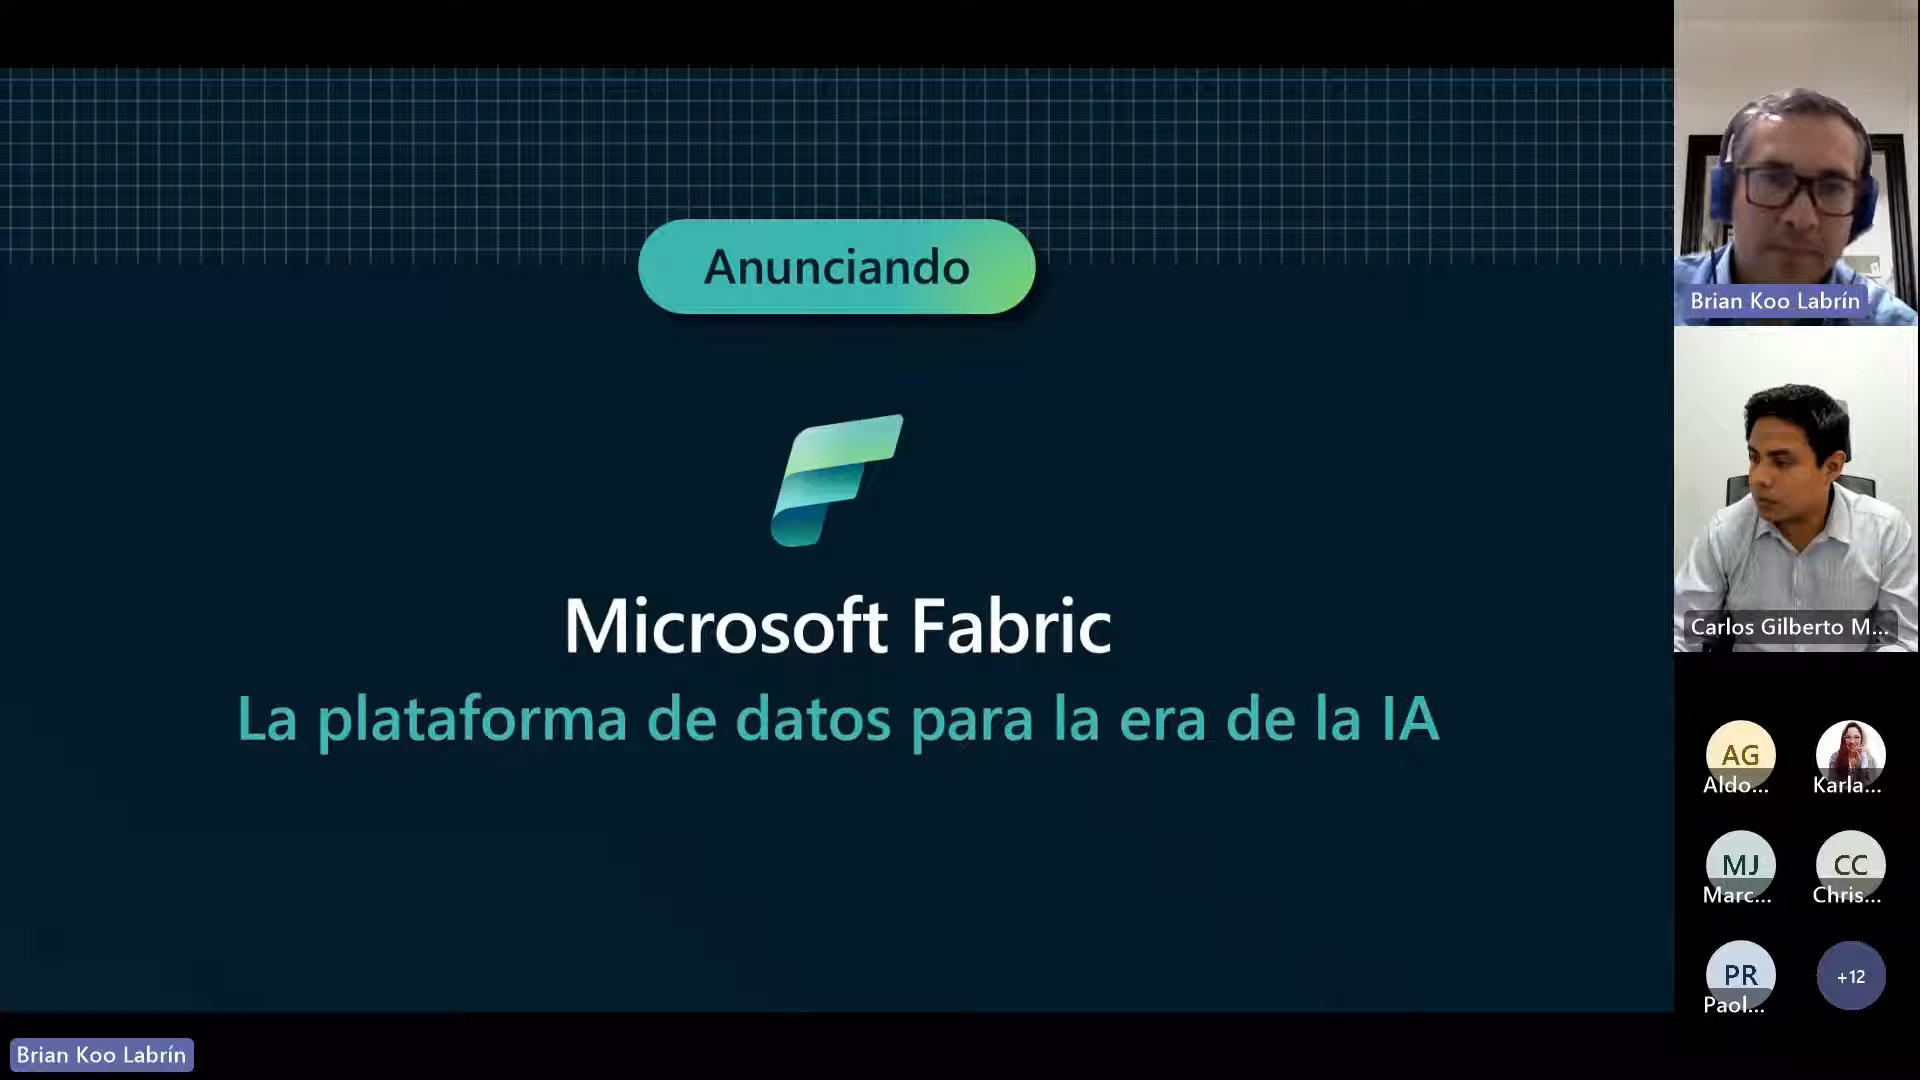 Anunciando
Microsoft Fabric
La plataforma de datos para la era de la IA
Brian Koo Labrín
Carlos Gilberto M...
AG
Aldo...
Karla...
MJ
Marc...
CC
Chris...
PR
Paol...
+12
Brian Koo Labrín